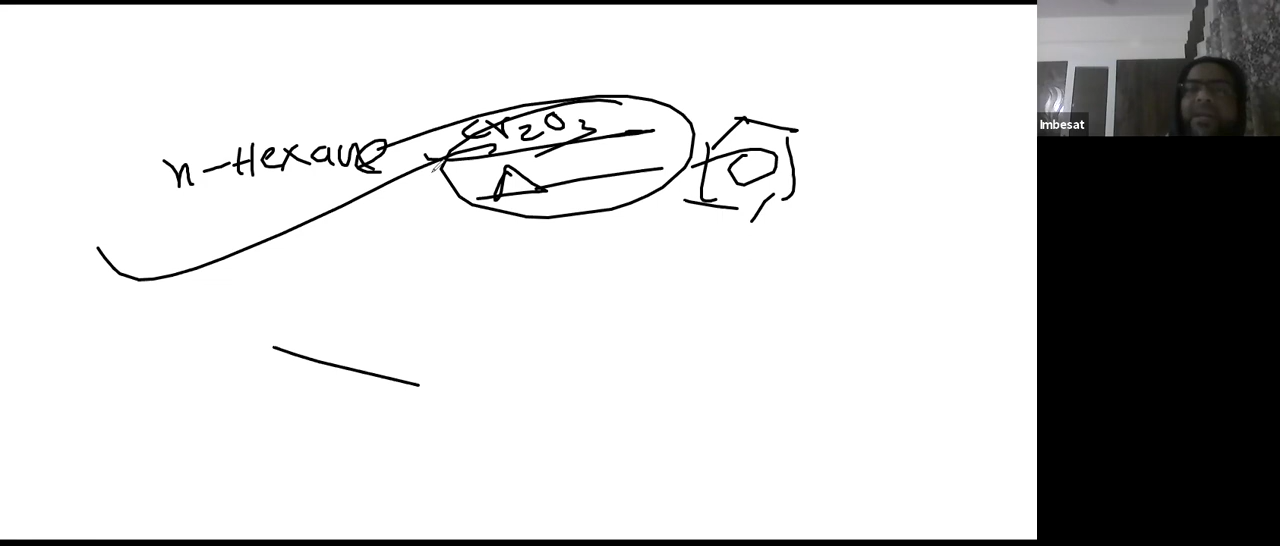 n-Hexane
Cr2O3
Δ
[O]
Imbesat